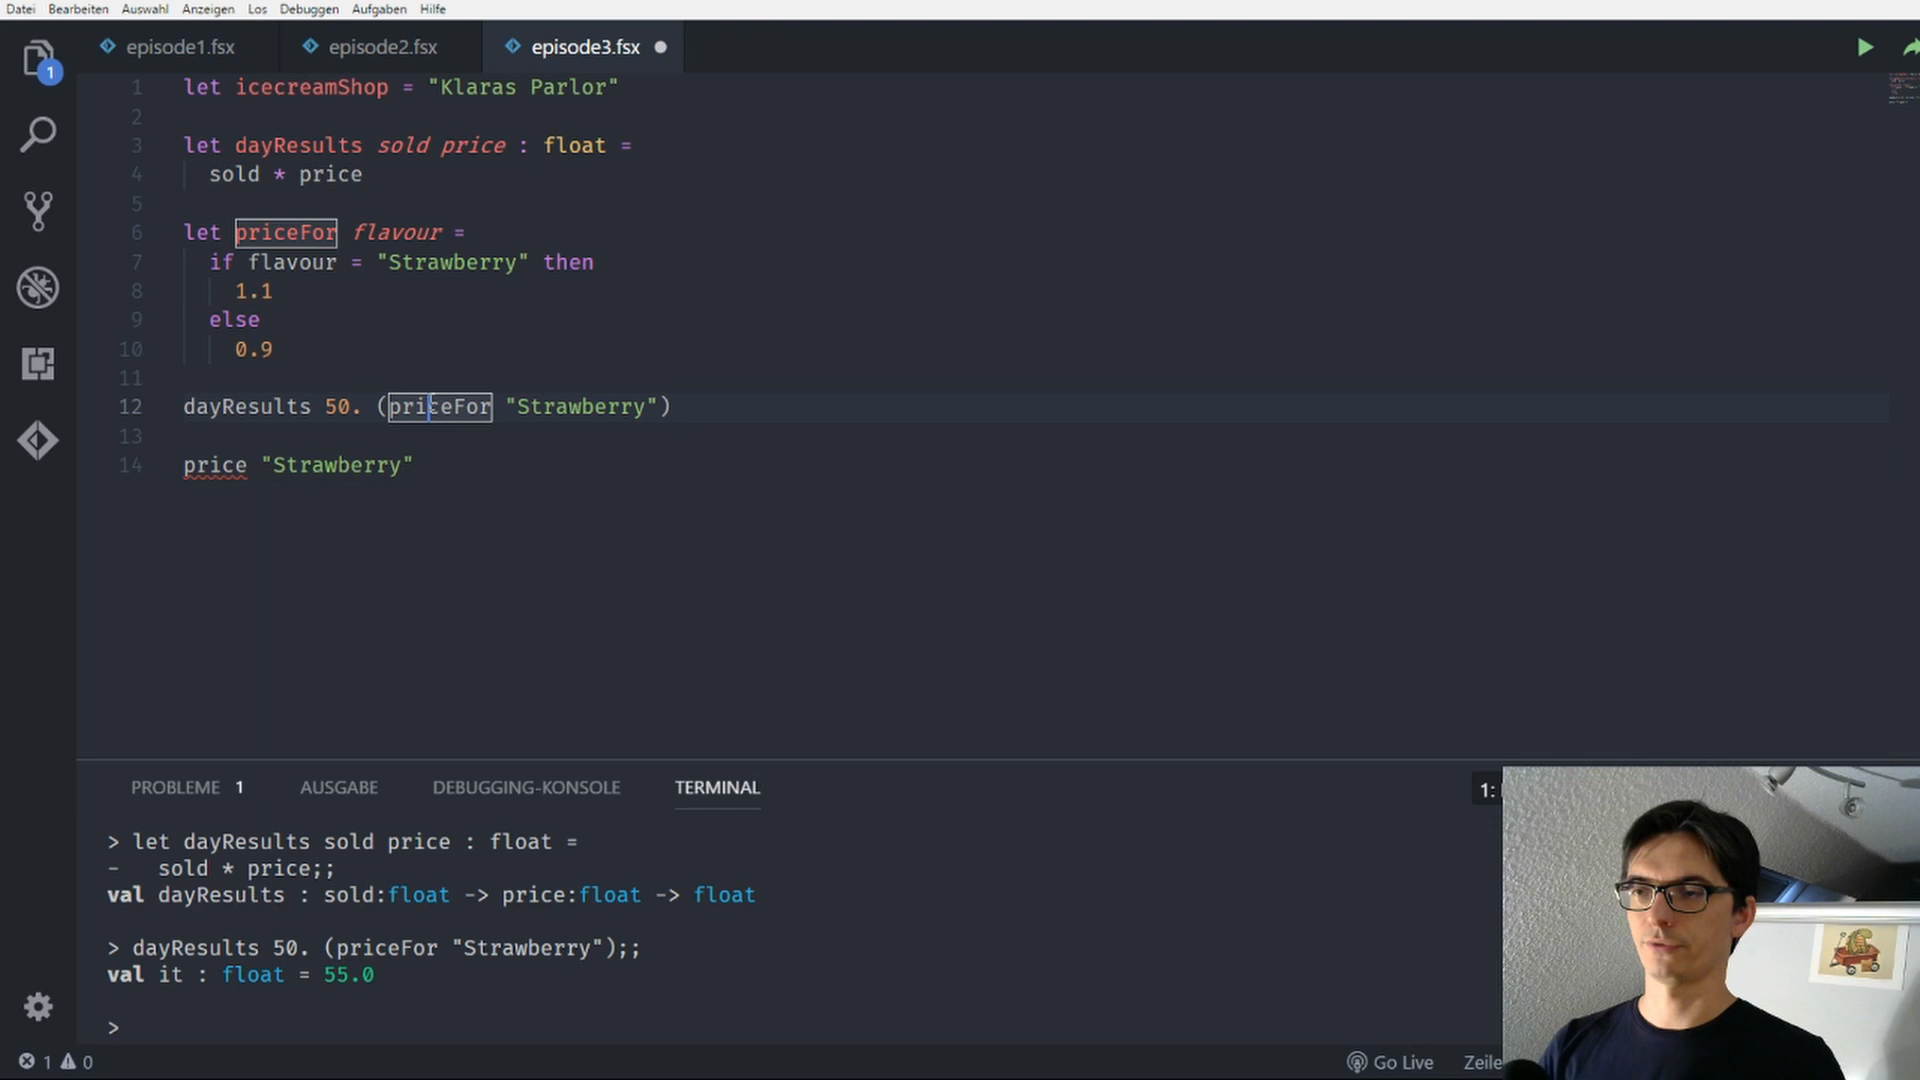 Datei Bearbeiten Auswahl Anzeigen Los Debuggen Aufgaben Hilfe
episode1.fsx episode2.fsx episode3.fsx
1
1 let icecreamShop = "Klaras Parlor"
2
3 let dayResults sold price : float =
4 sold * price
5
6 let priceFor flavour =
7 if flavour = "Strawberry" then
8 1.1
9 else
10 0.9
11
12 dayResults 50. (priceFor "Strawberry")
13
14 price "Strawberry"
PROBLEME 1 AUSGABE DEBUGGING-KONSOLE TERMINAL 1:
> let dayResults sold price : float =
- sold * price;;
val dayResults : sold:float -> price:float -> float
> dayResults 50. (priceFor "Strawberry");;
val it : float = 55.0
>
1 0 Go Live Zeile